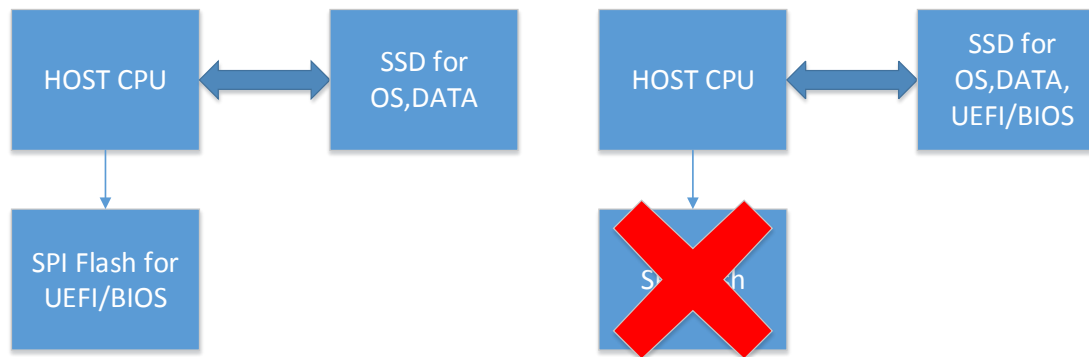 HOST CPU
SSD for
OS,DATA
SPI Flash for
UEFI/BIOS
HOST CPU
SSD for
OS,DATA,
UEFI/BIOS